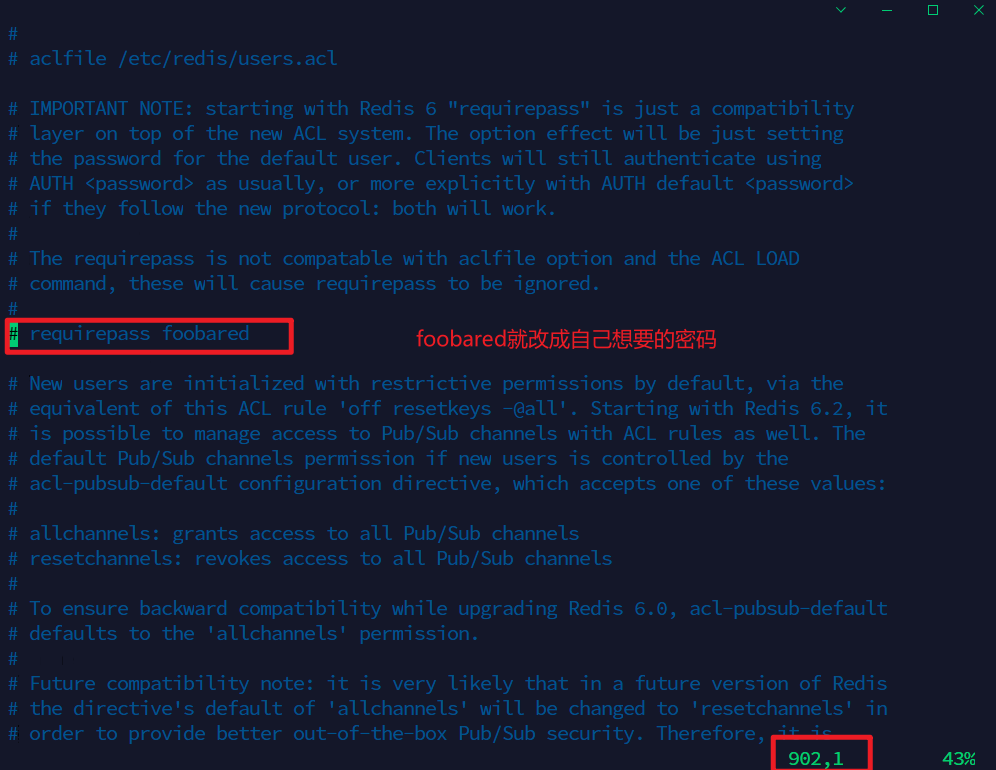 #
# aclfile /etc/redis/users.acl
# IMPORTANT NOTE: starting with Redis 6 "requirepass" is just a compatibility
# layer on top of the new ACL system. The option effect will be just setting
# the password for the default user. Clients will still authenticate using
# AUTH <password> as usually, or more explicitly with AUTH default <password>
# if they follow the new protocol: both will work.
#
# The requirepass is not compatable with aclfile option and the ACL LOAD
# command, these will cause requirepass to be ignored.
#
# requirepass foobared
foobared就改成自己想要的密码
# New users are initialized with restrictive permissions by default, via the
# equivalent of this ACL rule 'off resetkeys -@all'. Starting with Redis 6.2, it
# is possible to manage access to Pub/Sub channels with ACL rules as well. The
# default Pub/Sub channels permission if new users is controlled by the
# acl-pubsub-default configuration directive, which accepts one of these values:
#
# allchannels: grants access to all Pub/Sub channels
# resetchannels: revokes access to all Pub/Sub channels
#
# To ensure backward compatibility while upgrading Redis 6.0, acl-pubsub-default
# defaults to the 'allchannels' permission.
#
# Future compatibility note: it is very likely that in a future version of Redis
# the directive's default of 'allchannels' will be changed to 'resetchannels' in
# order to provide better out-of-the-box Pub/Sub security. Therefore, it is
902,1 43%